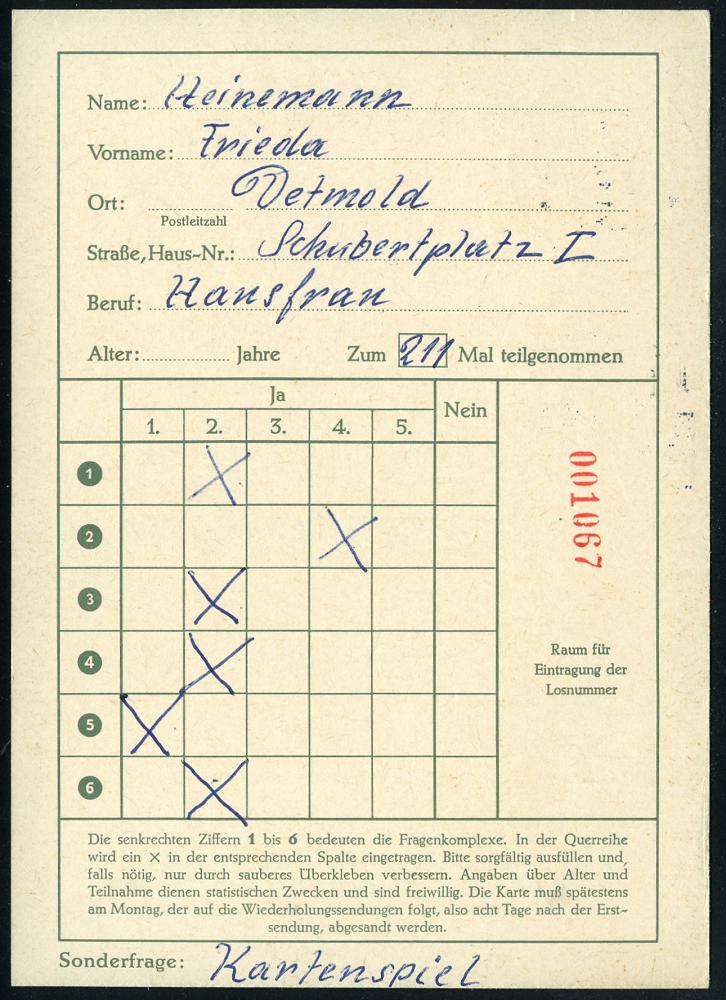 Name: Heinemann
Vorname: Frieda
Ort: Detmold
Postleitzahl
Straße, Haus-Nr.: Schubertplatz I
Beruf: Hausfrau
Alter: Jahre Zum 211 Mal teilgenommen
Ja
Nein
1. 2. 3. 4. 5.
1 X
2 X
3 X
4 X
5 X
6 X
001067
Raum für
Eintragung der
Losnummer
Die senkrechten Ziffern 1 bis 6 bedeuten die Fragenkomplexe. In der Querreihe
wird ein × in der entsprechenden Spalte eingetragen. Bitte sorgfältig ausfüllen und,
falls nötig, nur durch sauberes Überkleben verbessern. Angaben über Alter und
Teilnahme dienen statistischen Zwecken und sind freiwillig. Die Karte muß spätestens
am Montag, der auf die Wiederholungssendungen folgt, also acht Tage nach der Erst-
sendung, abgesandt werden.
Sonderfrage: Kartenspiel